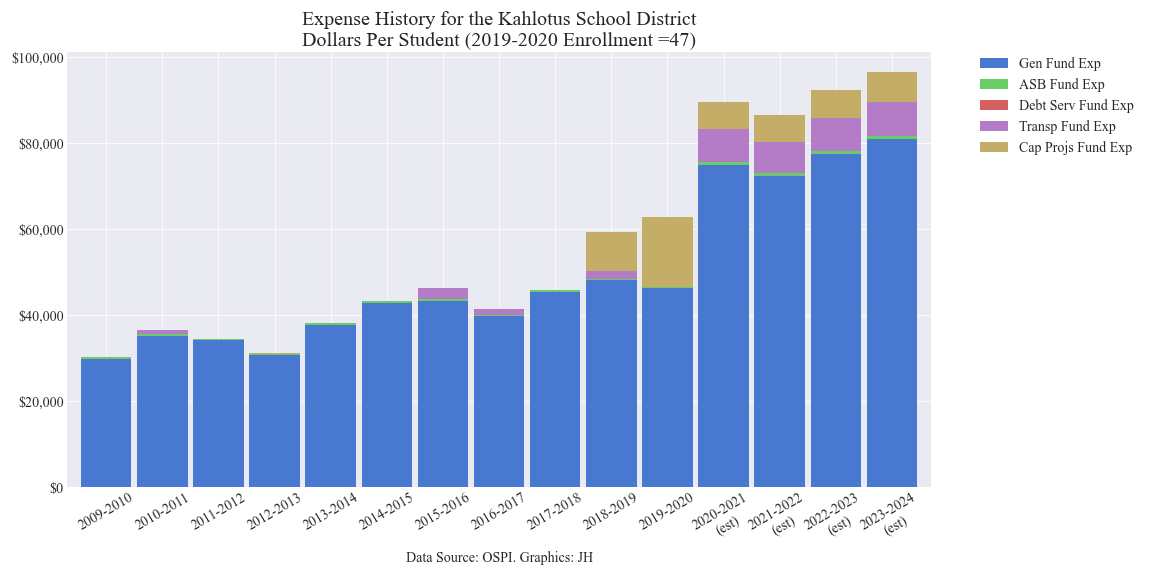 Expense History for the Kahlotus School District
Dollars Per Student (2019-2020 Enrollment =47)
$100,000
$80,000
$60,000
$40,000
$20,000
$0
Gen Fund Exp
ASB Fund Exp
Debt Serv Fund Exp
Transp Fund Exp
Cap Projs Fund Exp
2009-2010
2010-2011
2011-2012
2012-2013
2013-2014
2014-2015
2015-2016
2016-2017
2017-2018
2018-2019
2019-2020
2020-2021
(est)
2021-2022
(est)
2022-2023
(est)
2023-2024
(est)
Data Source: OSPI. Graphics: JH